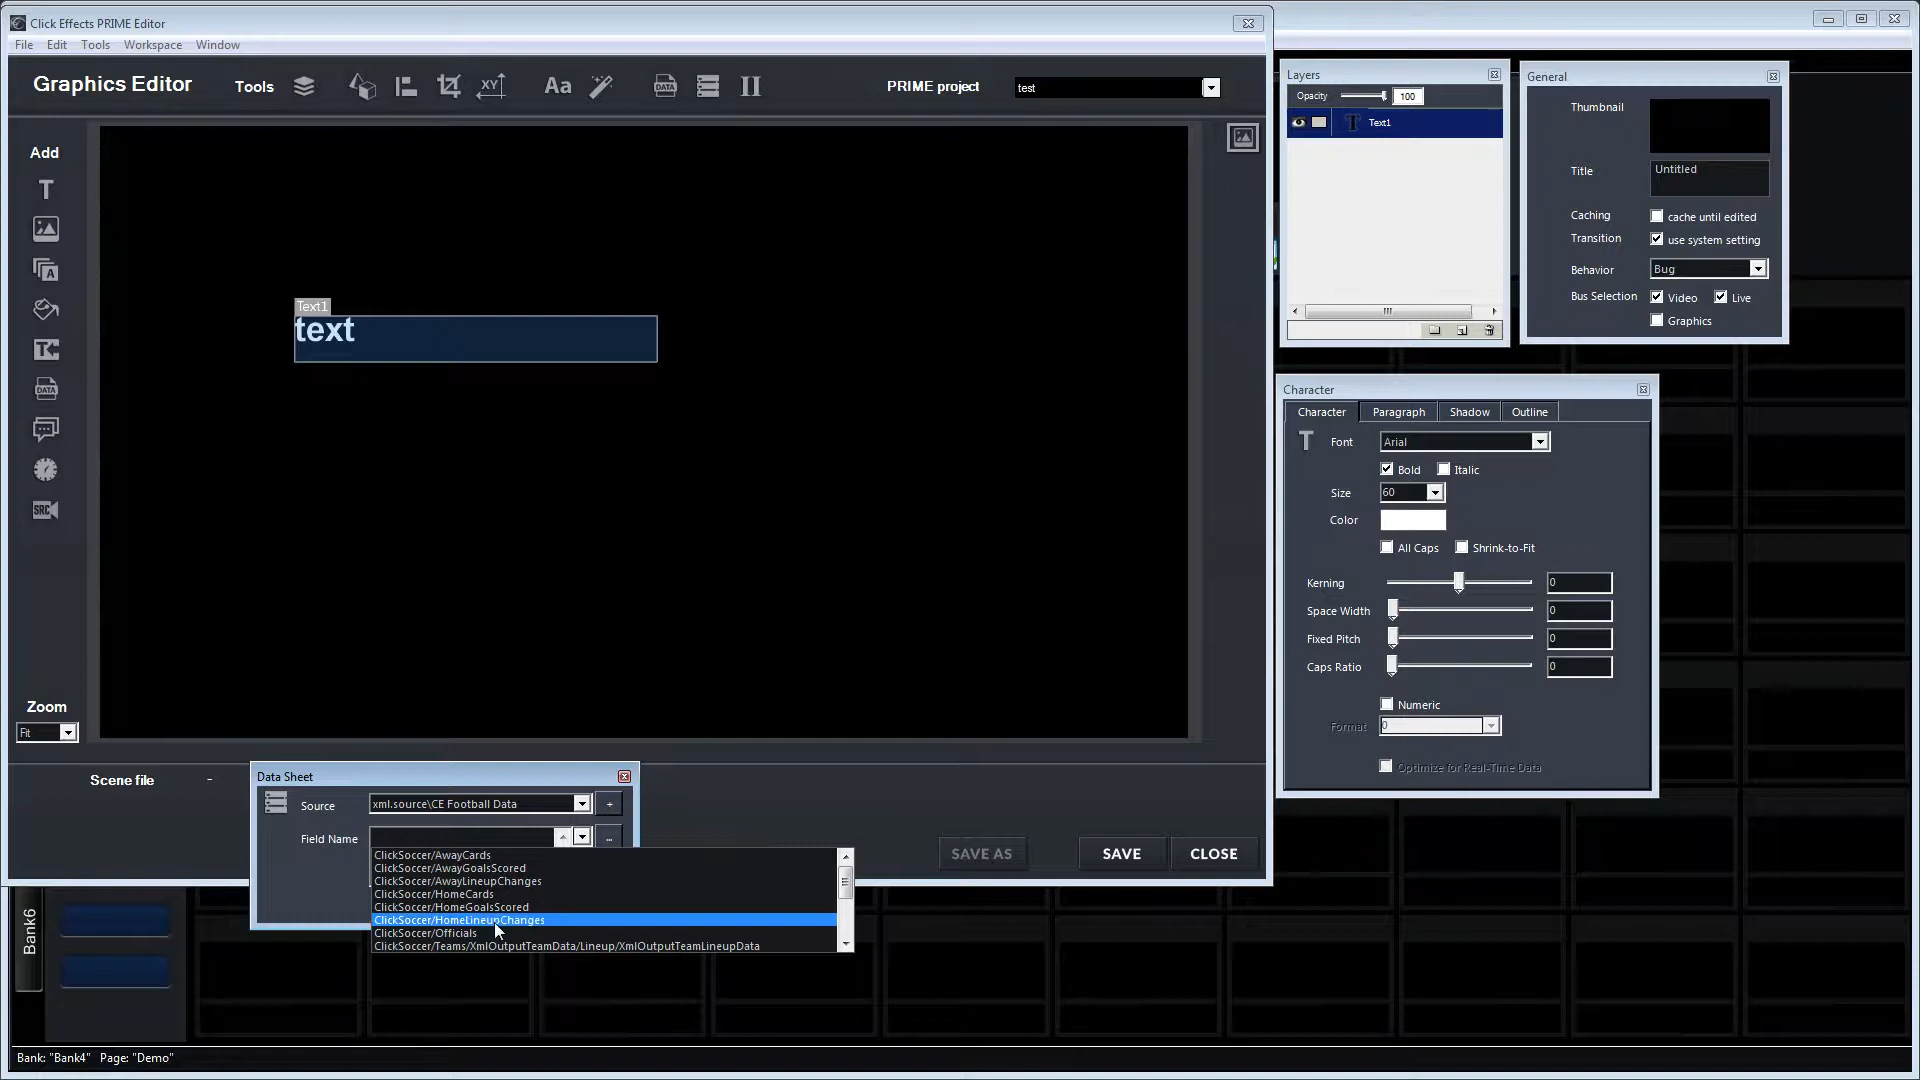 Click Effects PRIME Editor
File Edit Tools Workspace Window
Graphics Editor
Tools
Aa
XY
DATA
PRIME project
test
Add
T
A
T
DATA
SRC
Zoom
Fit
Text1
text
Scene file -
SAVE AS
SAVE
CLOSE
Data Sheet
Source
xml.source\CE Football Data
+
Field Name
...
ClickSoccer/AwayCards
ClickSoccer/AwayGoalsScored
ClickSoccer/AwayLineupChanges
ClickSoccer/HomeCards
ClickSoccer/HomeGoalsScored
ClickSoccer/HomeLineupChanges
ClickSoccer/Officials
ClickSoccer/Teams/XmlOutputTeamData/Lineup/XmlOutputTeamLineupData
Layers
Opacity
100
T Text1
General
Thumbnail
Title
Untitled
Caching
cache until edited
Transition
use system setting
Behavior
Bug
Bus Selection
Video
Live
Graphics
Character
Character Paragraph Shadow Outline
T Font
Arial
Bold
Italic
Size
60
Color
All Caps
Shrink-to-Fit
Kerning
0
Space Width
0
Fixed Pitch
0
Caps Ratio
0
Numeric
Format
0
Optimize for Real-Time Data
Bank6
Bank: "Bank4" Page: "Demo"